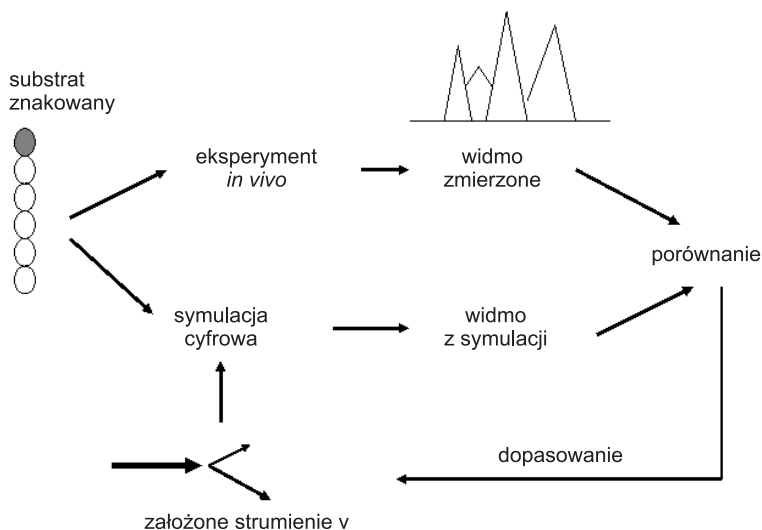 substrat
znakowany
eksperyment
in vivo
widmo
zmierzone
porównanie
symulacja
cyfrowa
widmo
z symulacji
dopasowanie
założone strumienie v